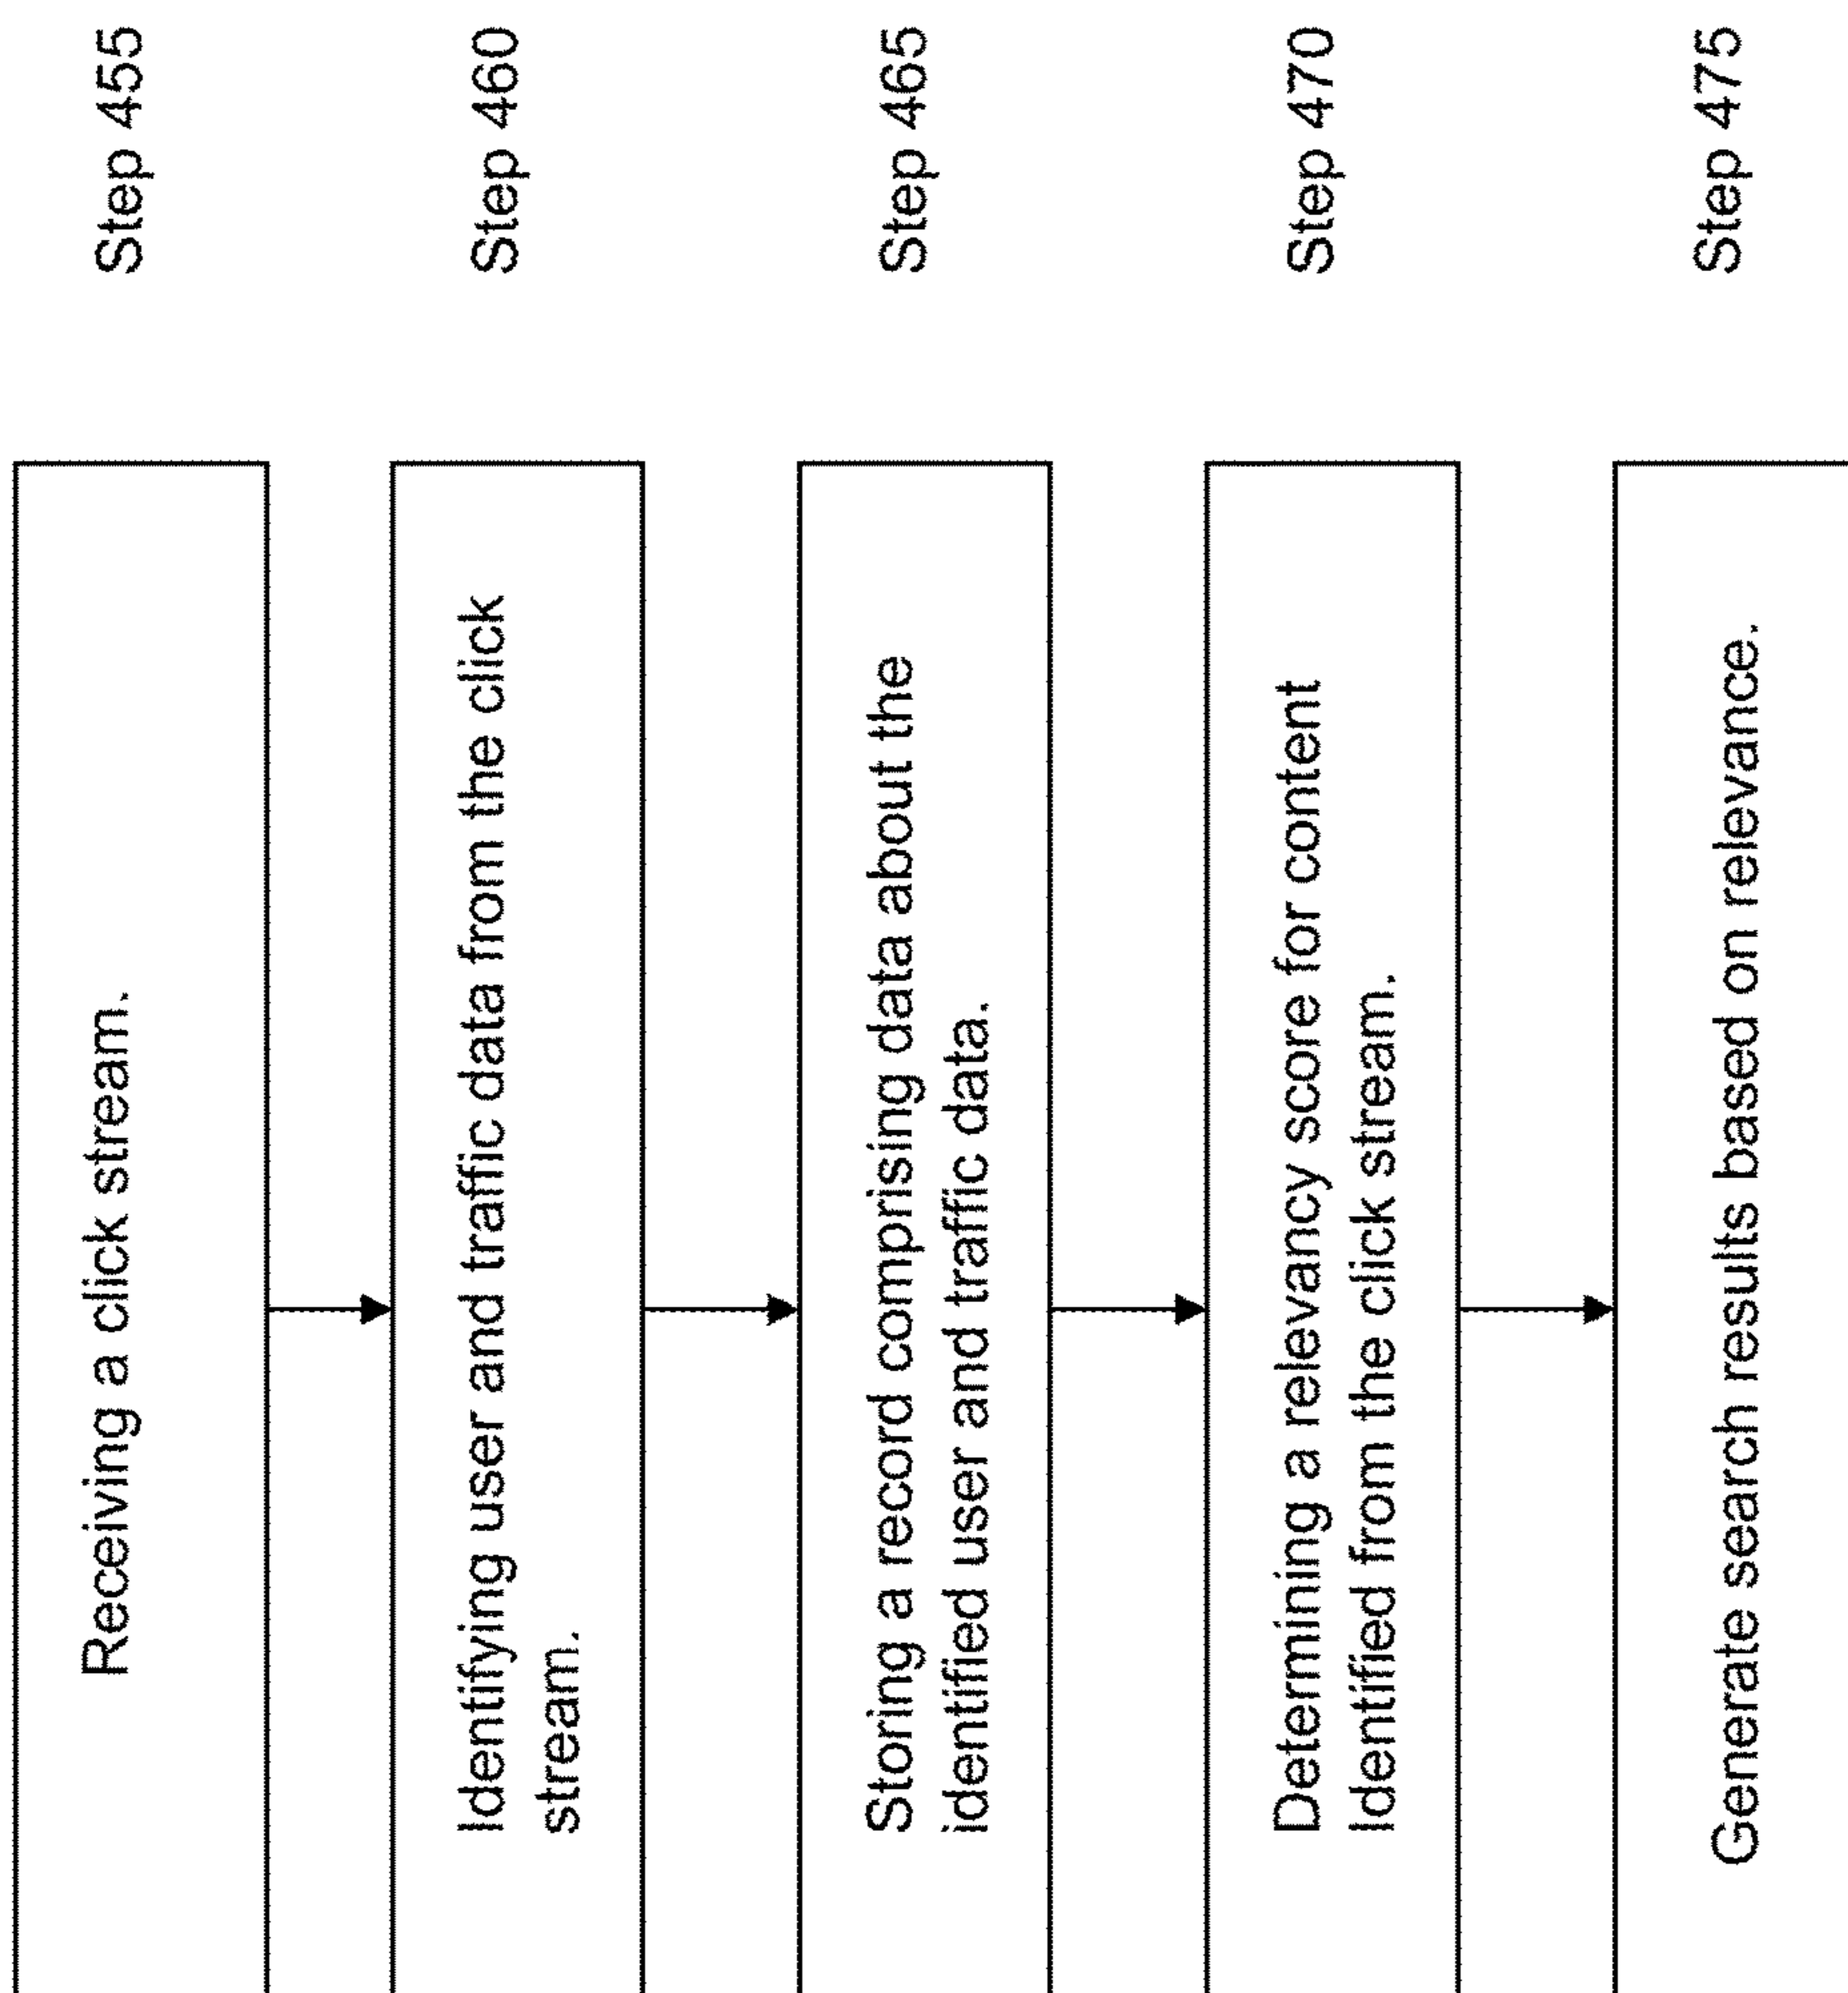 Receiving a click stream.
Step 455
Identifying user and traffic data from the click
stream.
Step 460
Storing a record comprising data about the
identified user and traffic data.
Step 465
Determining a relevancy score for content
Identified from the click stream.
Step 470
Generate search results based on relevance.
Step 475